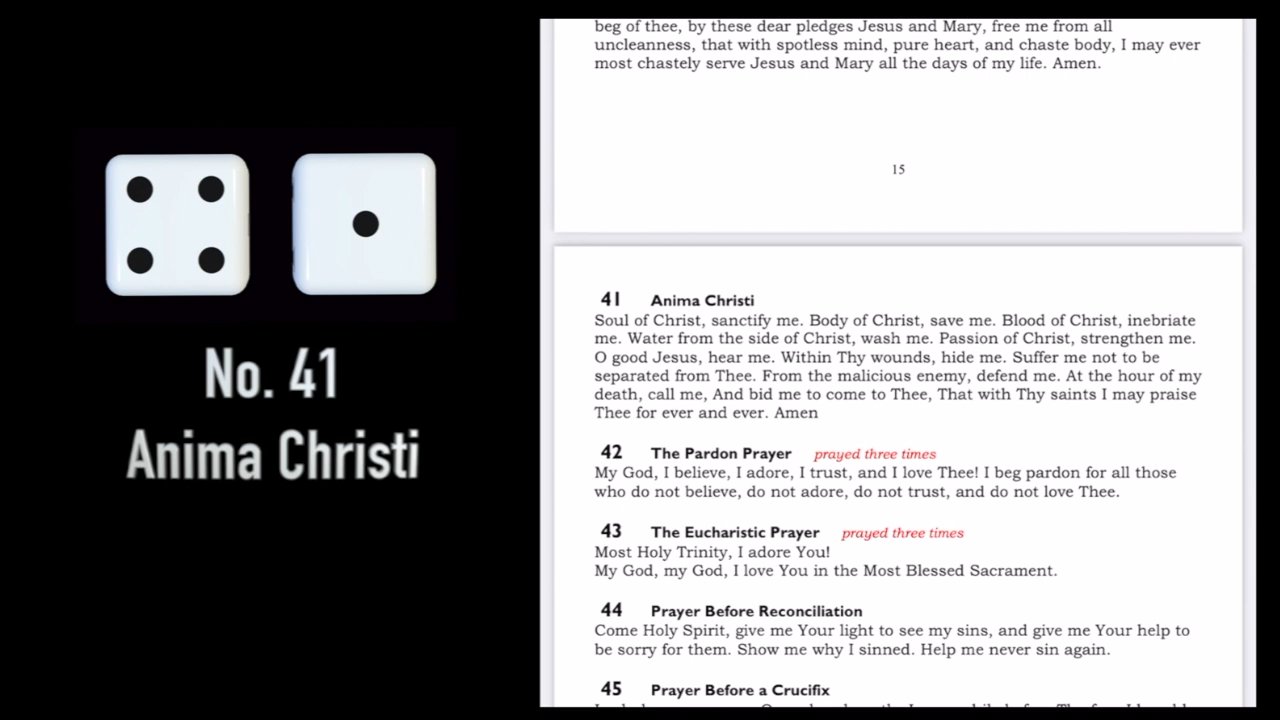 No. 41
Anima Christi
beg of thee, by these dear pledges Jesus and Mary, free me from all
uncleanness, that with spotless mind, pure heart, and chaste body, I may ever
most chastely serve Jesus and Mary all the days of my life. Amen.
15
41 Anima Christi
Soul of Christ, sanctify me. Body of Christ, save me. Blood of Christ, inebriate
me. Water from the side of Christ, wash me. Passion of Christ, strengthen me.
O good Jesus, hear me. Within Thy wounds, hide me. Suffer me not to be
separated from Thee. From the malicious enemy, defend me. At the hour of my
death, call me, And bid me to come to Thee, That with Thy saints I may praise
Thee for ever and ever. Amen
42 The Pardon Prayer prayed three times
My God, I believe, I adore, I trust, and I love Thee! I beg pardon for all those
who do not believe, do not adore, do not trust, and do not love Thee.
43 The Eucharistic Prayer prayed three times
Most Holy Trinity, I adore You!
My God, my God, I love You in the Most Blessed Sacrament.
44 Prayer Before Reconciliation
Come Holy Spirit, give me Your light to see my sins, and give me Your help to
be sorry for them. Show me why I sinned. Help me never sin again.
45 Prayer Before a Crucifix